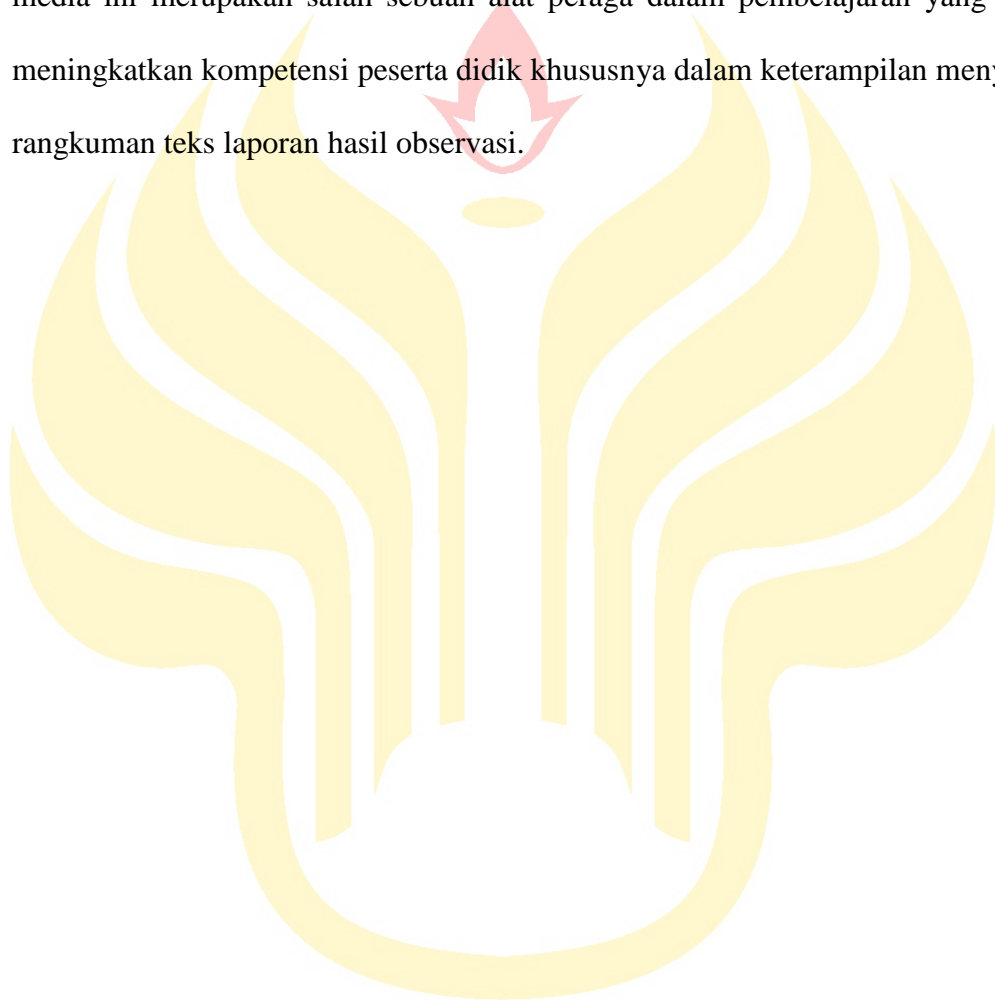 media ini merupakan salah sebuah alat peraga dalam pembelajaran yang
meningkatkan kompetensi peserta didik khususnya dalam keterampilan
rangkuman teks laporan hasil observasi.